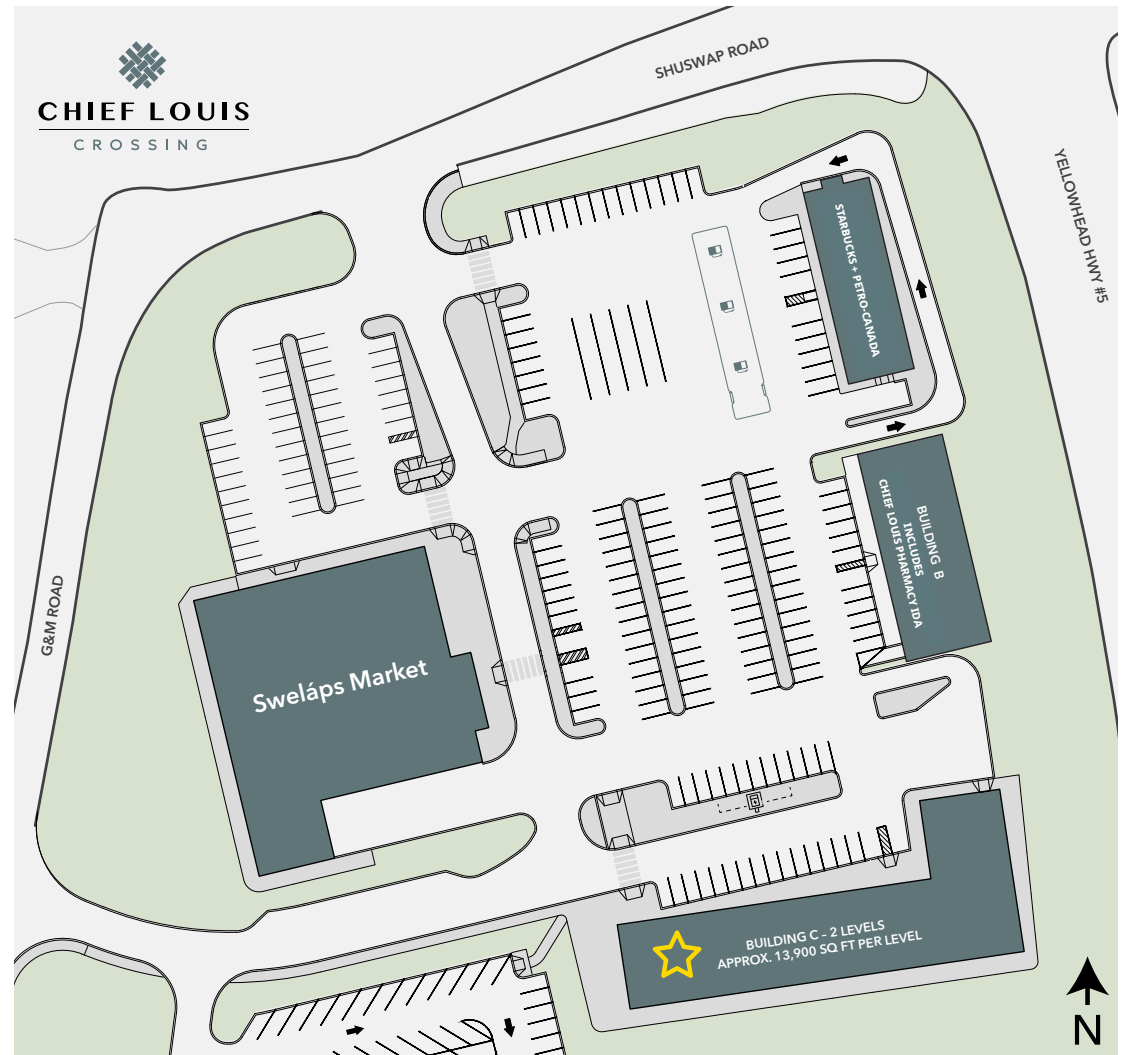 CHIEF LOUIS
CROSSING
SHUSWAP ROAD
YELLOWHEAD HWY #5
STARBUCKS + PETRO-CANADA
BUILDING B
INCLUDES
CHIEF LOUIS PHARMACY IDA
G&M ROAD
Sweláps Market
BUILDING C - 2 LEVELS
APPROX. 13,900 SQ FT PER LEVEL
N